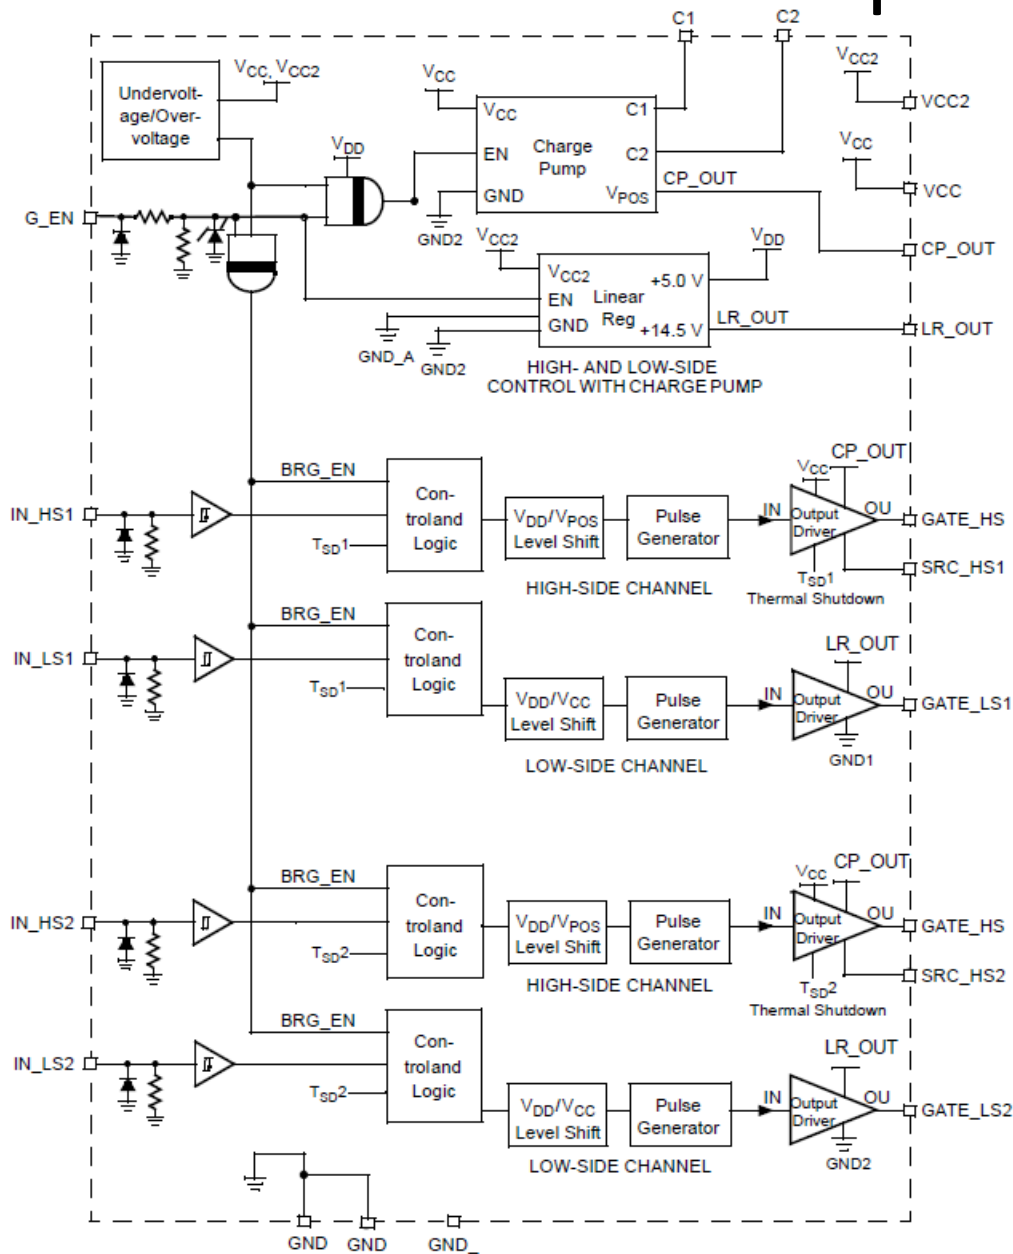 C1
C2
VCC, VCC2
VCC
VCC2
Undervolt-
age/Over-
voltage
VCC
C1
VCC2
VDD
EN
Charge
Pump
C2
VCC
GND
VPOS
CP_OUT
VCC
G_EN
GND2
VCC2
VDD
CP_OUT
VCC2
+5.0 V
EN
Linear
Reg
GND
+14.5 V
LR_OUT
LR_OUT
GND_A
GND2
HIGH- AND LOW-SIDE
CONTROL WITH CHARGE PUMP
BRG_EN
CP_OUT
VCC
IN_HS1
Con-
troland
Logic
VDD/VPOS
Level Shift
Pulse
Generator
IN
Output
Driver
OU
GATE_HS
TSD1
TSD1
SRC_HS1
HIGH-SIDE CHANNEL
Thermal Shutdown
BRG_EN
LR_OUT
IN_LS1
Con-
troland
Logic
TSD1
VDD/VCC
Level Shift
Pulse
Generator
IN
Output
Driver
OU
GATE_LS1
GND1
LOW-SIDE CHANNEL
BRG_EN
CP_OUT
VCC
IN_HS2
Con-
troland
Logic
VDD/VPOS
Level Shift
Pulse
Generator
IN
Output
Driver
OU
GATE_HS
TSD2
TSD2
SRC_HS2
HIGH-SIDE CHANNEL
Thermal Shutdown
BRG_EN
LR_OUT
IN_LS2
Con-
troland
Logic
TSD2
VDD/VCC
Level Shift
Pulse
Generator
IN
Output
Driver
OU
GATE_LS2
GND2
LOW-SIDE CHANNEL
GND
GND
GND_